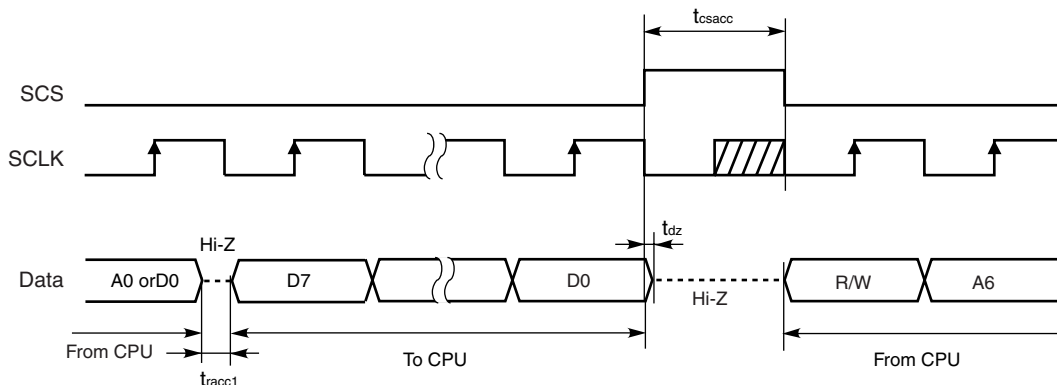 tcsacc
SCS
SCLK
tdz
Hi-Z
Data
A0 orD0
D7
D0
Hi-Z
R/W
A6
From CPU
To CPU
From CPU
tracc1